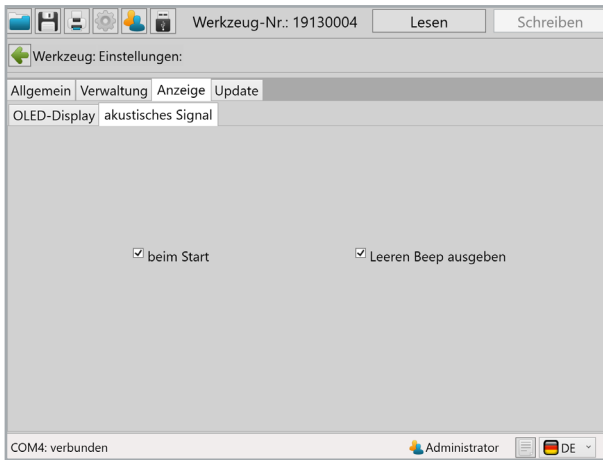 Werkzeug-Nr.: 19130004 Lesen Schreiben
Werkzeug: Einstellungen:
Allgemein Verwaltung Anzeige Update
OLED-Display akustisches Signal
beim Start Leeren Beep ausgeben
COM4: verbunden Administrator DE